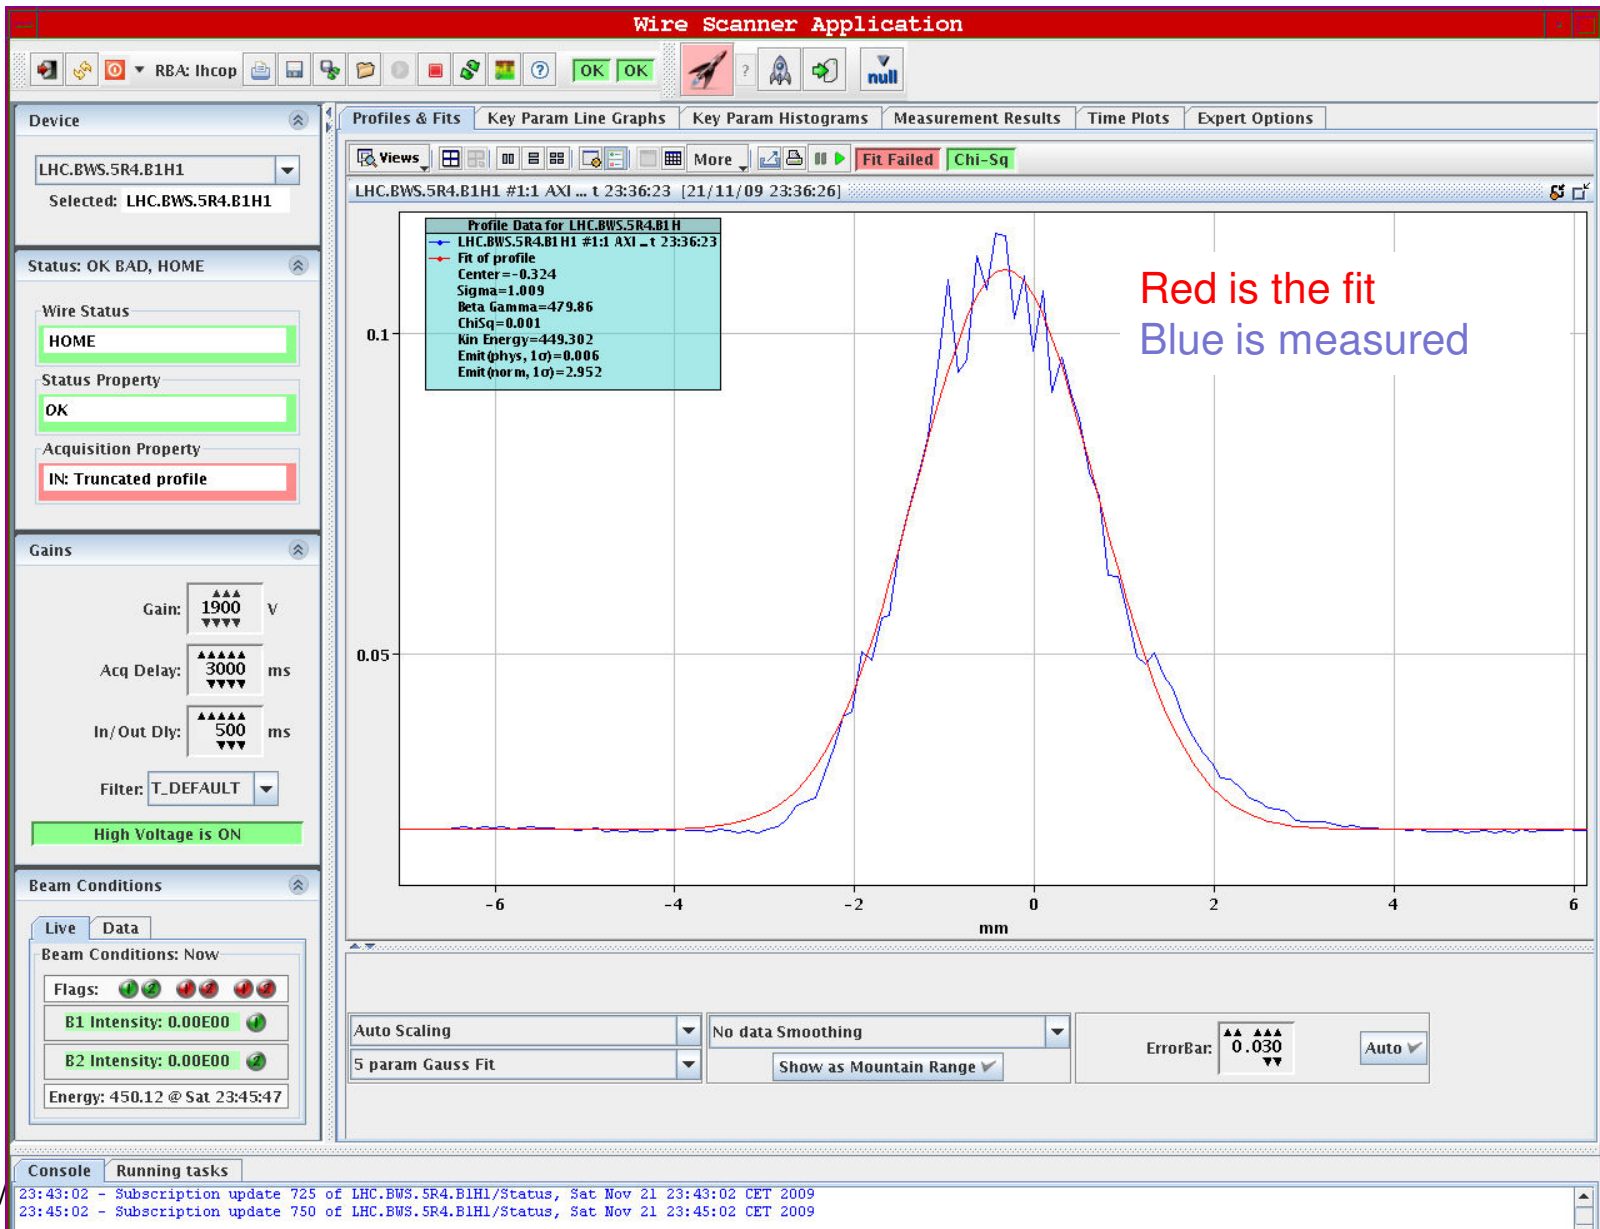 Wire Scanner Application
RBA: lhcop
OK OK
?
null
Device
LHC.BWS.5R4.B1H1
Selected: LHC.BWS.5R4.B1H1
Status: OK BAD, HOME
Wire Status
HOME
Status Property
OK
Acquisition Property
IN: Truncated profile
Gains
Gain: 1900 V
Acq Delay: 3000 ms
In/Out Dly: 500 ms
Filter: T_DEFAULT
High Voltage is ON
Beam Conditions
Live Data
Beam Conditions: Now
Flags: 1 2 1 2 1 2
B1 Intensity: 0.00E00 1
B2 Intensity: 0.00E00 2
Energy: 450.12 @ Sat 23:45:47
Profiles & Fits Key Param Line Graphs Key Param Histograms Measurement Results Time Plots Expert Options
Views More Fit Failed Chi-Sq
LHC.BWS.5R4.B1H1 #1:1 AXI ... t 23:36:23 [21/11/09 23:36:26]
Profile Data for LHC.BWS.5R4.B1H
LHC.BWS.5R4.B1H1 #1:1 AXI ... t 23:36:23
Fit of profile
Center=-0.324
Sigma=1.009
Beta Gamma=479.86
ChiSq=0.001
Kin Energy=449.302
Emit(phys, 1σ)=0.006
Emit(norm, 1σ)=2.952
Red is the fit
Blue is measured
0.1
0.05
-6 -4 -2 0 2 4 6
mm
Auto Scaling
5 param Gauss Fit
No data Smoothing
Show as Mountain Range
ErrorBar: 0.030
Auto
Console Running tasks
23:43:02 - Subscription update 725 of LHC.BWS.5R4.B1H1/Status, Sat Nov 21 23:43:02 CET 2009
23:45:02 - Subscription update 750 of LHC.BWS.5R4.B1H1/Status, Sat Nov 21 23:45:02 CET 2009